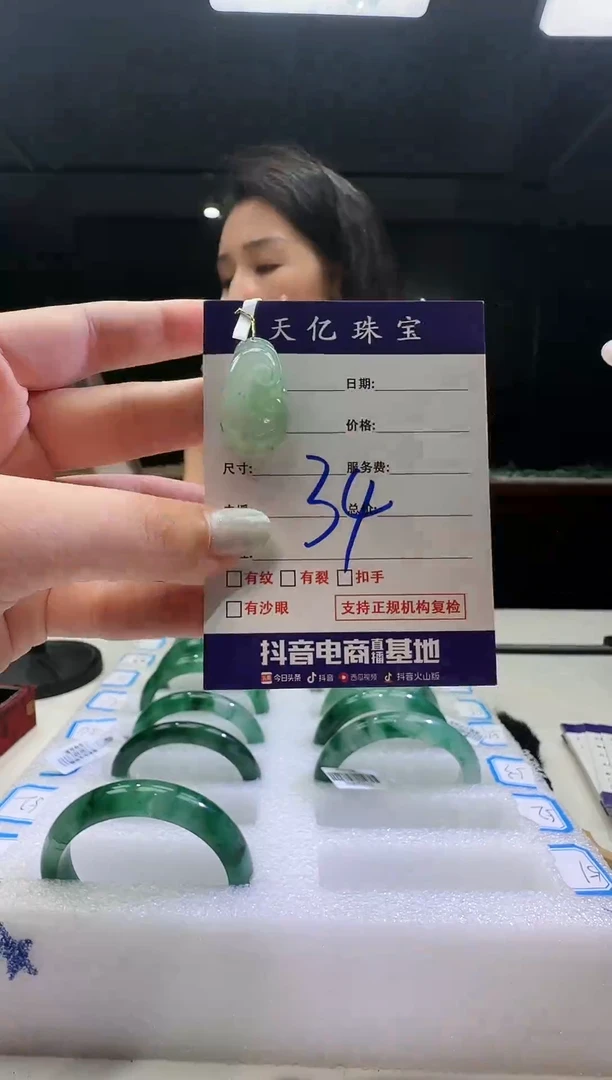 天亿珠宝
日期:
价格:
尺寸:
服务费:
34
有纹 有裂 扣手
有沙眼
支持正规机构复检
抖音电商直播基地
今日头条 抖音 西瓜视频 抖音火山版